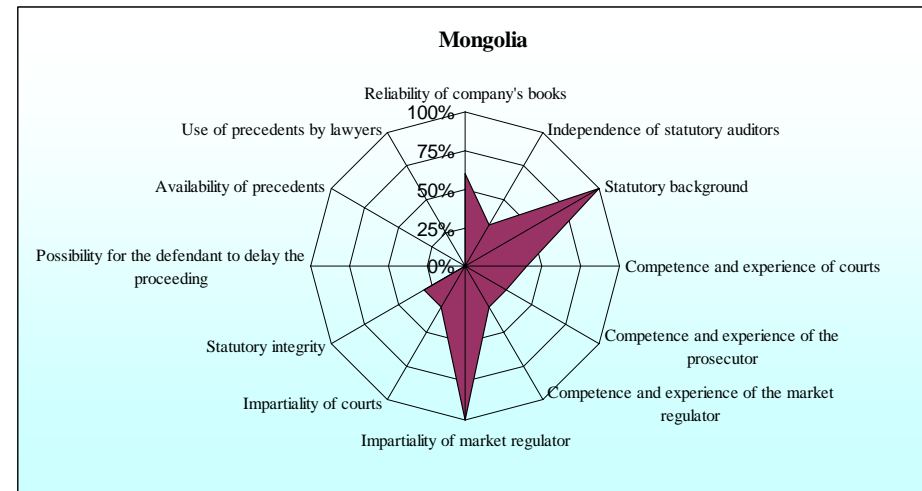 Mongolia
Reliability of company's books
100%
Use of precedents by lawyers
Independence of statutory auditors
75%
Availability of precedents
50%
Statutory background
25%
Possibility for the defendant to delay the
proceeding
0%
Competence and experience of courts
Statutory integrity
Competence and experience of the
prosecutor
Impartiality of courts
Competence and experience of the market
regulator
Impartiality of market regulator